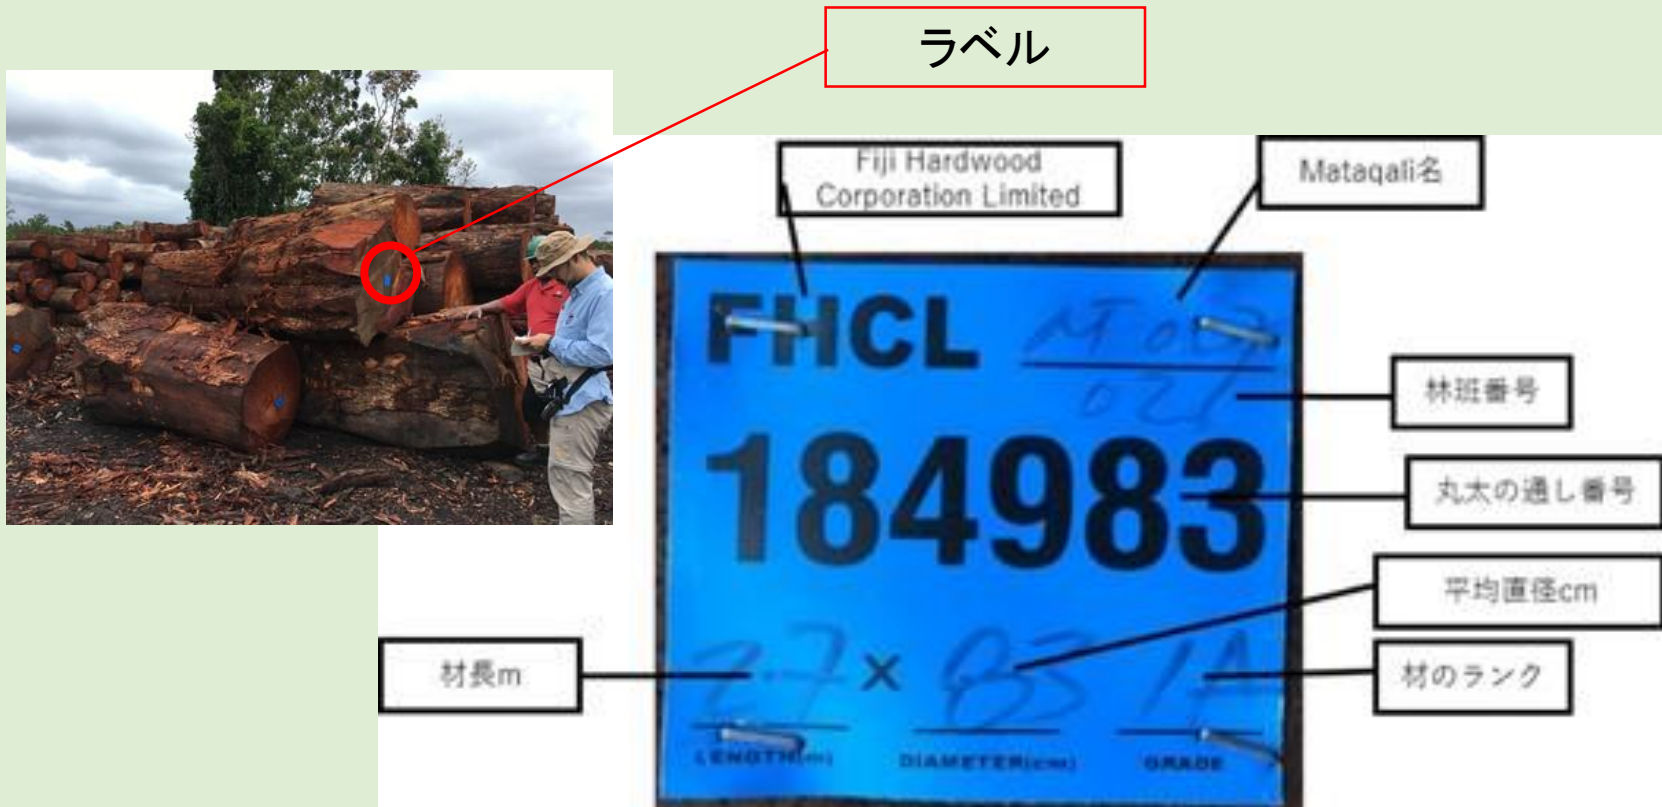 ラベル
Fiji Hardwood
Corporation Limited
Mataqali名
FHCL
林班番号
184983
丸太の通し番号
平均直径cm
材長m
2.7 x 83 1A
材のランク
LENGTH(m) DIAMETER(cm) GRADE